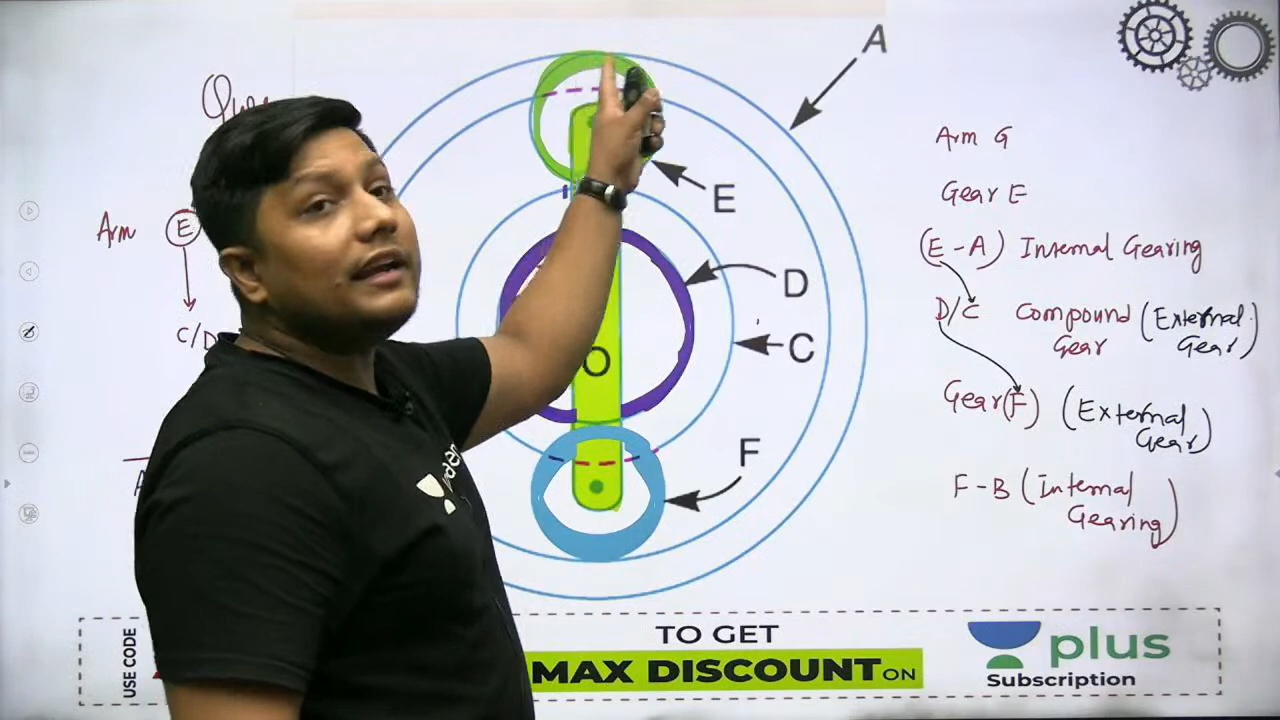 A
Arm G
Gear E
E
Arm E
(E-A) Internal Gearing
D
D/C Compound Gear (External Gear)
C/D
C
O
Gear(F) (External Gear)
F
F-B (Internal Gearing)
USE CODE
TO GET
MAX DISCOUNT ON
plus
Subscription